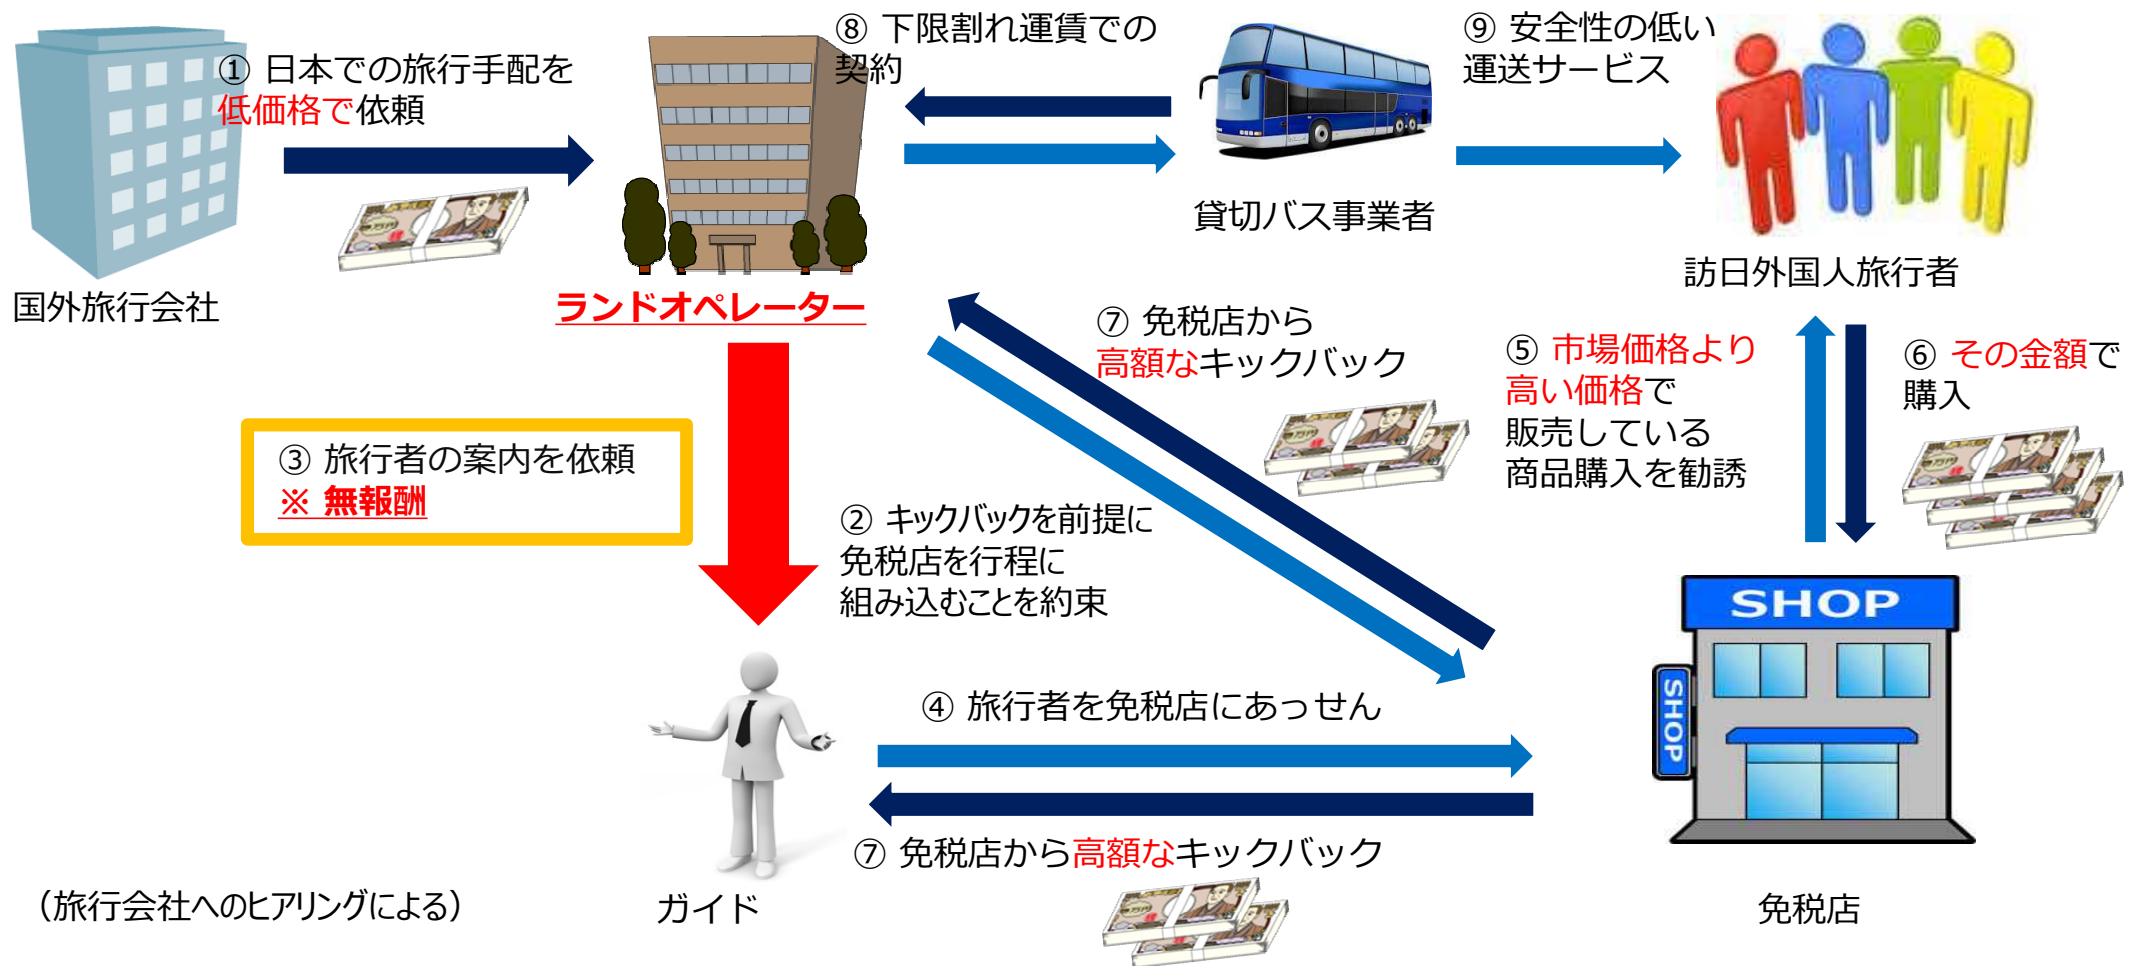 ① 日本での旅行手配を
低価格で依頼
国外旅行会社
ランドオペレーター
⑧ 下限割れ運賃での
契約
貸切バス事業者
⑨ 安全性の低い
運送サービス
訪日外国人旅行者
⑦ 免税店から
高額なキックバック
⑤ 市場価格より
高い価格で
販売している
商品購入を勧誘
⑥ その金額で
購入
③ 旅行者の案内を依頼
※ 無報酬
② キックバックを前提に
免税店を行程に
組み込むことを約束
SHOP
SHOP
④ 旅行者を免税店にあっせん
⑦ 免税店から高額なキックバック
（旅行会社へのヒアリングによる）
ガイド
免税店